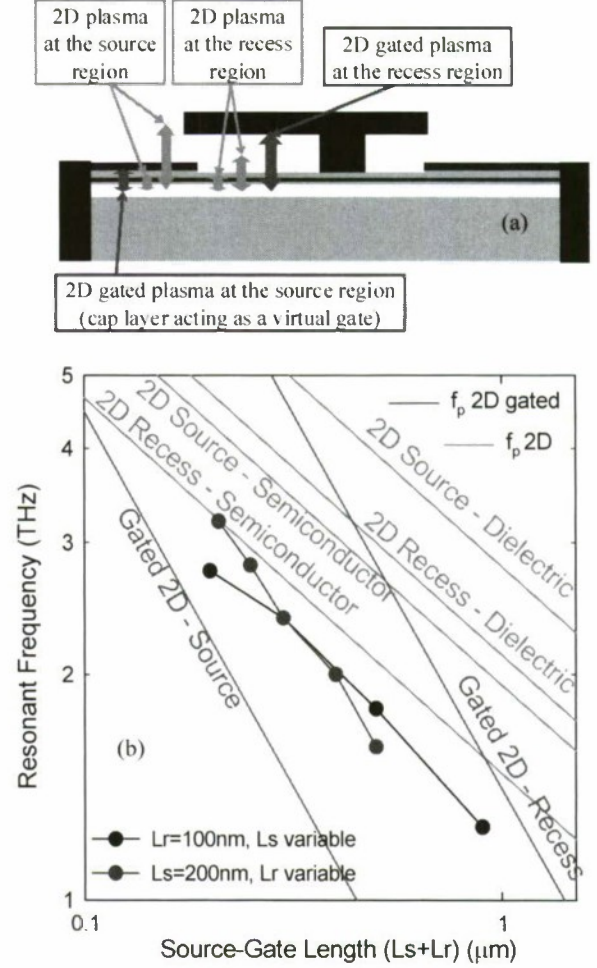 2D plasma
at the source
region
2D plasma
at the recess
region
2D gated plasma
at the recess region
(a)
2D gated plasma at the source region
(cap layer acting as a virtual gate)
5
4
3
2
1
Resonant Frequency (THz)
f_p 2D gated
f_p 2D
2D Source - Dielectric
2D Source - Semiconductor
2D Recess - Semiconductor
2D Recess - Dielectric
Gated 2D - Source
Gated 2D - Recess
(b)
Lr=100nm, Ls variable
Ls=200nm, Lr variable
0.1
1
Source-Gate Length (Ls+Lr) (μm)